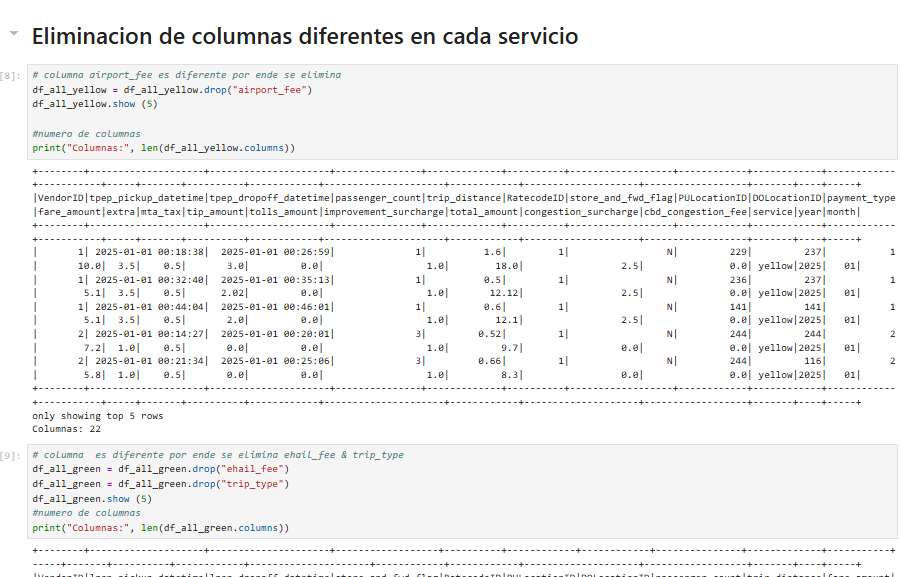 Eliminacion de columnas diferentes en cada servicio
[8]:
# columna airport_fee es diferente por ende se elimina
df_all_yellow = df_all_yellow.drop("airport_fee")
df_all_yellow.show (5)
#numero de columnas
print("Columnas:", len(df_all_yellow.columns))
+--------+--------------------+---------------------+---------------+-------------+----------+------------------+------------+------------+------------
+-----------+-----+-------+----------+------------+---------------------+------------+--------------------+------------------+-------+----+-----+
|VendorID|tpep_pickup_datetime|tpep_dropoff_datetime|passenger_count|trip_distance|RatecodeID|store_and_fwd_flag|PULocationID|DOLocationID|payment_type
|fare_amount|extra|mta_tax|tip_amount|tolls_amount|improvement_surcharge|total_amount|congestion_surcharge|cbd_congestion_fee|service|year|month|
+--------+--------------------+---------------------+---------------+-------------+----------+------------------+------------+------------+------------
+-----------+-----+-------+----------+------------+---------------------+------------+--------------------+------------------+-------+----+-----+
| 1| 2025-01-01 00:18:38| 2025-01-01 00:26:59| 1| 1.6| 1| N| 229| 237| 1
| 10.0| 3.5| 0.5| 3.0| 0.0| 1.0| 18.0| 2.5| 0.0| yellow|2025| 01|
| 1| 2025-01-01 00:32:40| 2025-01-01 00:35:13| 1| 0.5| 1| N| 236| 237| 1
| 5.1| 3.5| 0.5| 2.02| 0.0| 1.0| 12.12| 2.5| 0.0| yellow|2025| 01|
| 1| 2025-01-01 00:44:04| 2025-01-01 00:46:01| 1| 0.6| 1| N| 141| 141| 1
| 5.1| 3.5| 0.5| 2.0| 0.0| 1.0| 12.1| 2.5| 0.0| yellow|2025| 01|
| 2| 2025-01-01 00:14:27| 2025-01-01 00:20:01| 3| 0.52| 1| N| 244| 244| 2
| 7.2| 1.0| 0.5| 0.0| 0.0| 1.0| 9.7| 0.0| 0.0| yellow|2025| 01|
| 2| 2025-01-01 00:21:34| 2025-01-01 00:25:06| 3| 0.66| 1| N| 244| 116| 2
| 5.8| 1.0| 0.5| 0.0| 0.0| 1.0| 8.3| 0.0| 0.0| yellow|2025| 01|
+--------+--------------------+---------------------+---------------+-------------+----------+------------------+------------+------------+------------
+-----------+-----+-------+----------+------------+---------------------+------------+--------------------+------------------+-------+----+-----+
only showing top 5 rows
Columnas: 22
[9]:
# columna  es diferente por ende se elimina ehail_fee & trip_type
df_all_green = df_all_green.drop("ehail_fee")
df_all_green = df_all_green.drop("trip_type")
df_all_green.show (5)
#numero de columnas
print("Columnas:", len(df_all_green.columns))